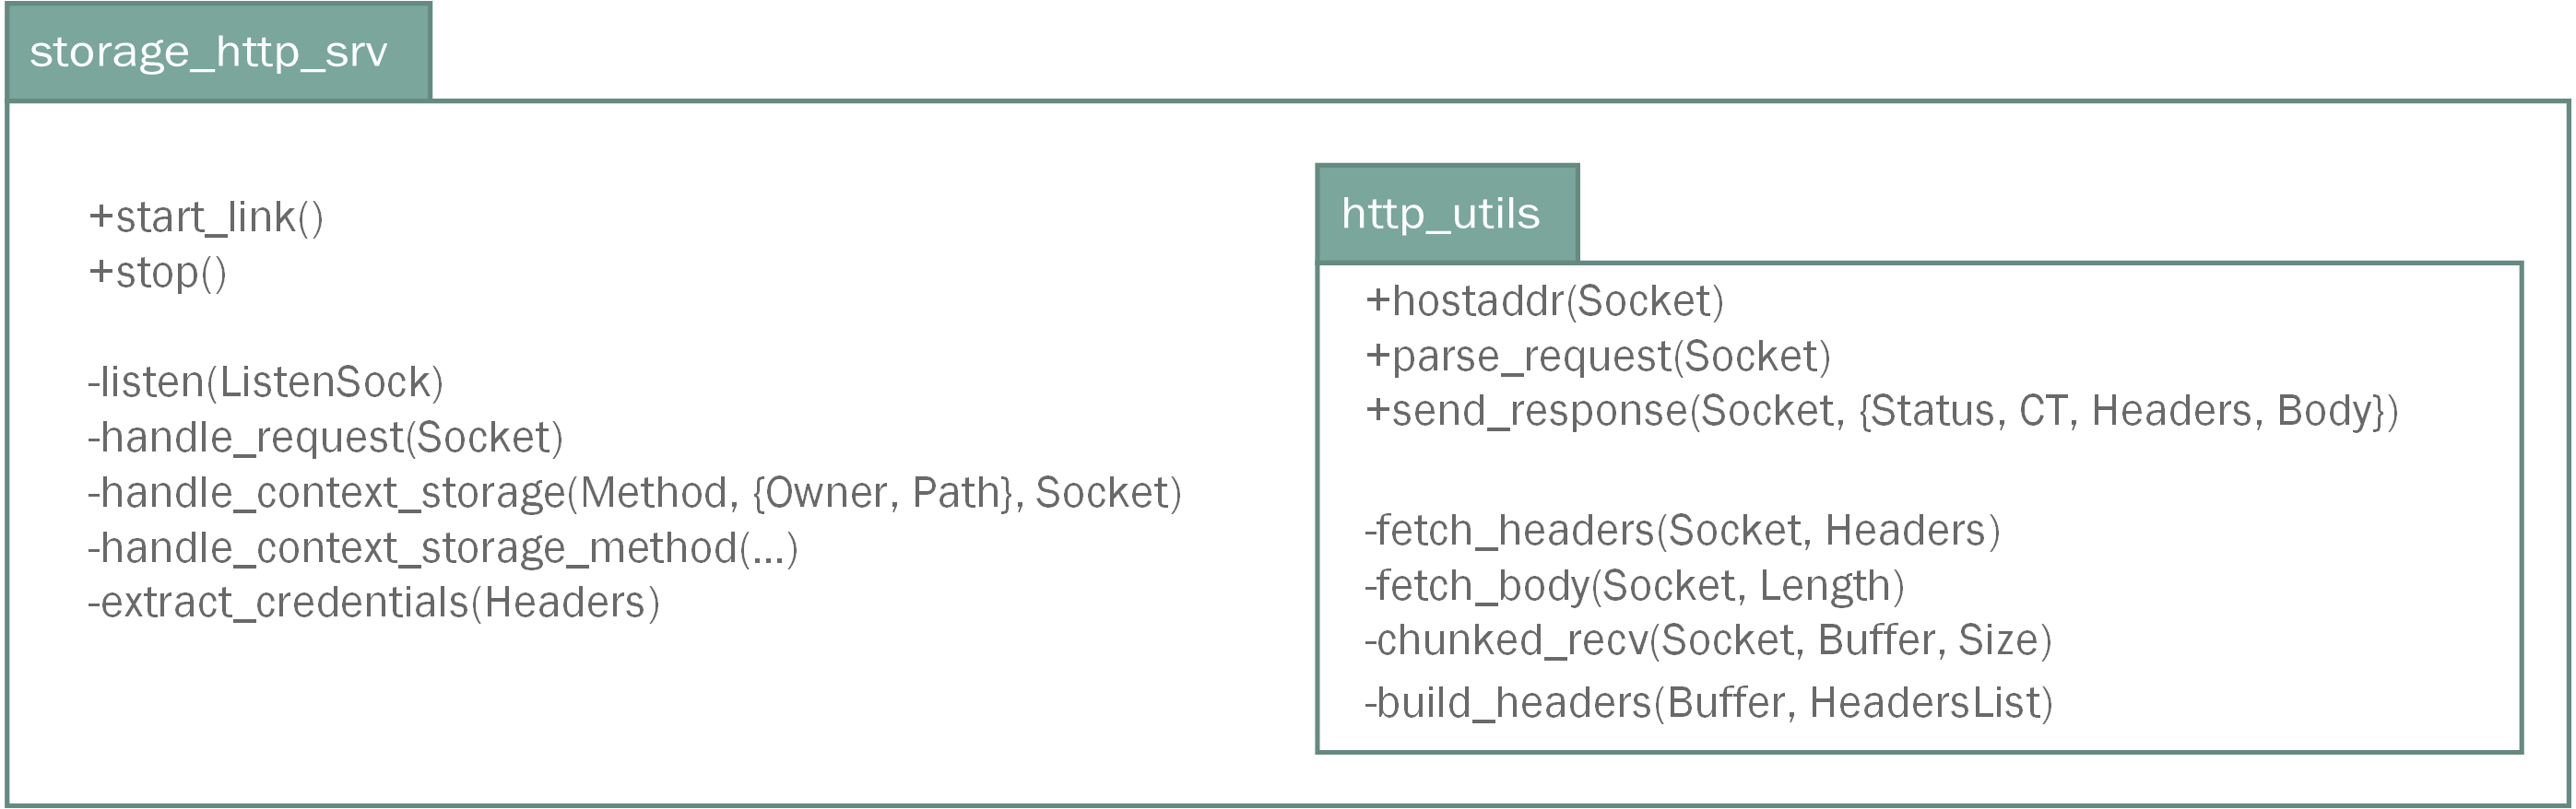 storage_http_srv
+start_link()
+stop()
-listen(ListenSock)
-handle_request(Socket)
-handle_context_storage(Method, {Owner, Path}, Socket)
-handle_context_storage_method(...)
-extract_credentials(Headers)
http_utils
+hostaddr(Socket)
+parse_request(Socket)
+send_response(Socket, {Status, CT, Headers, Body})
-fetch_headers(Socket, Headers)
-fetch_body(Socket, Length)
-chunked_recv(Socket, Buffer, Size)
-build_headers(Buffer, HeadersList)